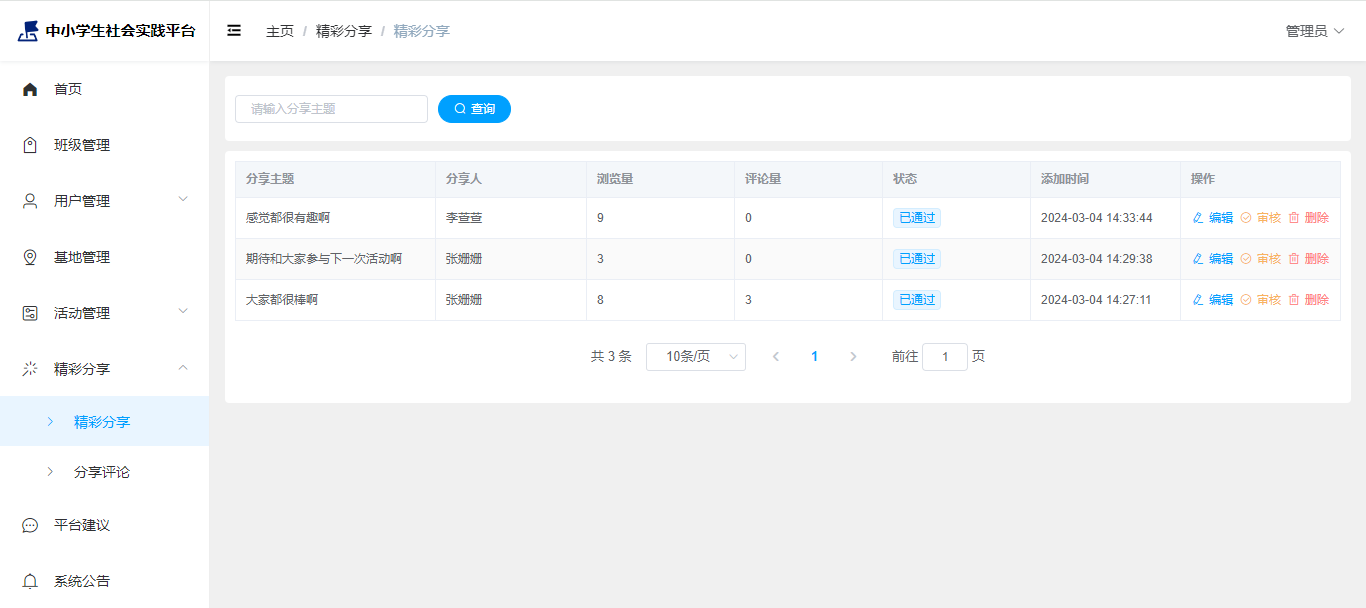 中小学生社会实践平台
主页 / 精彩分享 / 精彩分享
管理员
首页
班级管理
用户管理
基地管理
活动管理
精彩分享
精彩分享
分享评论
平台建议
系统公告
请输入分享主题 查询
分享主题 分享人 浏览量 评论量 状态 添加时间 操作
感觉都很有趣啊 李萱萱 9 0 已通过 2024-03-04 14:33:44 编辑 审核 删除
期待和大家参与下一次活动啊 张姗姗 3 0 已通过 2024-03-04 14:29:38 编辑 审核 删除
大家都很棒啊 张姗姗 8 3 已通过 2024-03-04 14:27:11 编辑 审核 删除
共 3 条 10条/页 1 前往 1 页